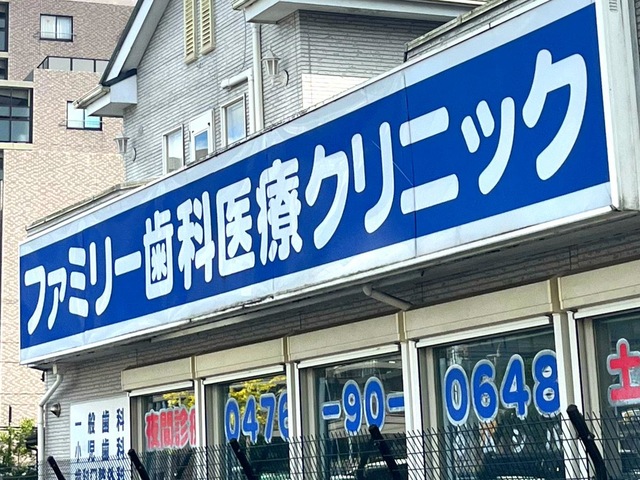 ファミリー歯科医療クリニック
夜間診
0476-90-0648
土
一般歯科
小児歯科